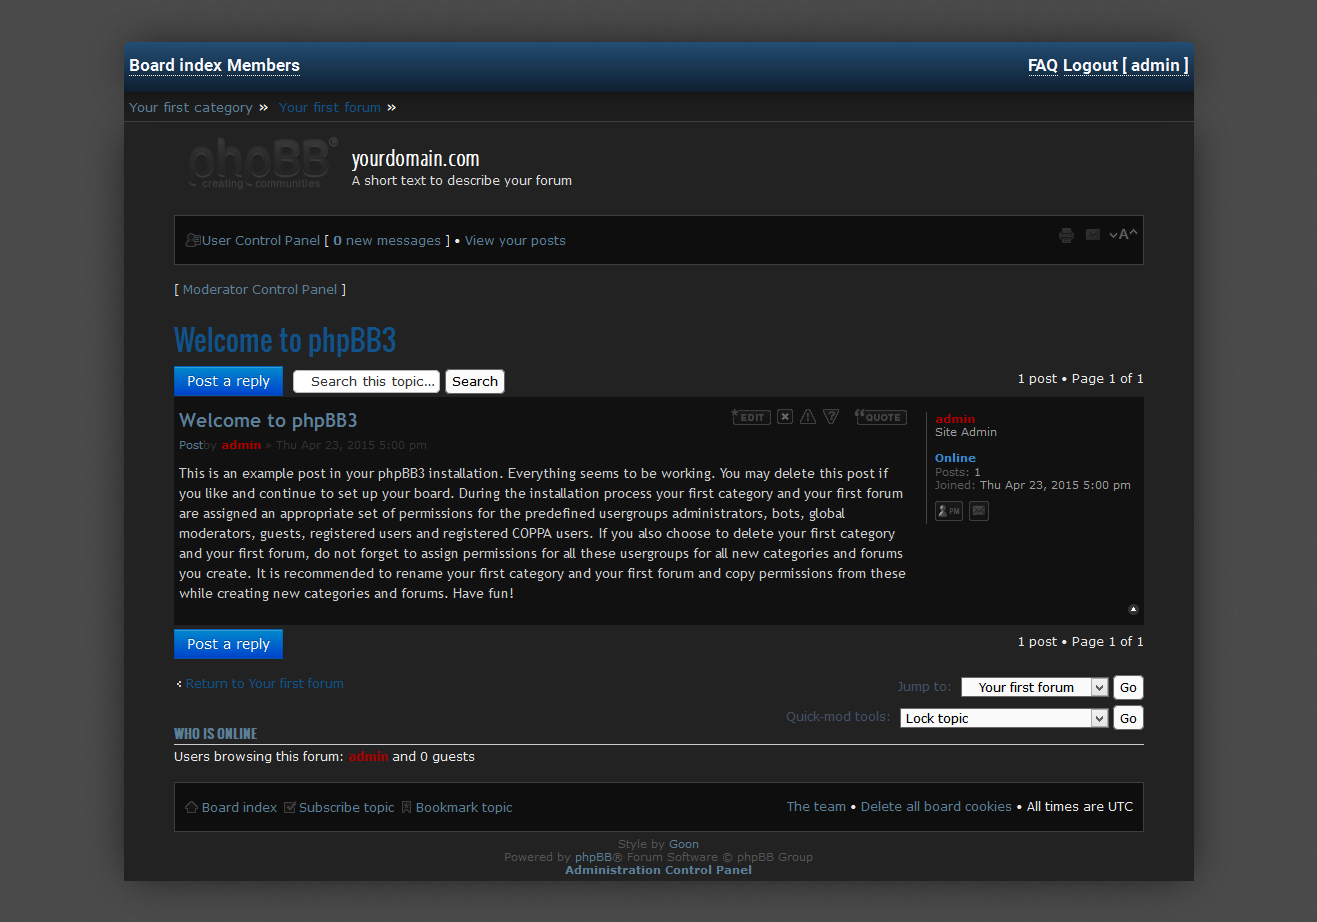 Board index Members FAQ Logout [ admin ]
Your first category » Your first forum »
phpBB®
creating communities
yourdomain.com
A short text to describe your forum
User Control Panel [ 0 new messages ] • View your posts
A
[ Moderator Control Panel ]
Welcome to phpBB3
Post a reply Search this topic... Search 1 post • Page 1 of 1
Welcome to phpBB3 EDIT QUOTE
Postby admin » Thu Apr 23, 2015 5:00 pm
This is an example post in your phpBB3 installation. Everything seems to be working. You may delete this post if
you like and continue to set up your board. During the installation process your first category and your first forum
are assigned an appropriate set of permissions for the predefined usergroups administrators, bots, global
moderators, guests, registered users and registered COPPA users. If you also choose to delete your first category
and your first forum, do not forget to assign permissions for all these usergroups for all new categories and forums
you create. It is recommended to rename your first category and your first forum and copy permissions from these
while creating new categories and forums. Have fun!
admin
Site Admin
Online
Posts: 1
Joined: Thu Apr 23, 2015 5:00 pm
PM
Post a reply 1 post • Page 1 of 1
Return to Your first forum Jump to: Your first forum Go
Quick-mod tools: Lock topic Go
WHO IS ONLINE
Users browsing this forum: admin and 0 guests
Board index Subscribe topic Bookmark topic The team • Delete all board cookies • All times are UTC
Style by Goon
Powered by phpBB® Forum Software © phpBB Group
Administration Control Panel